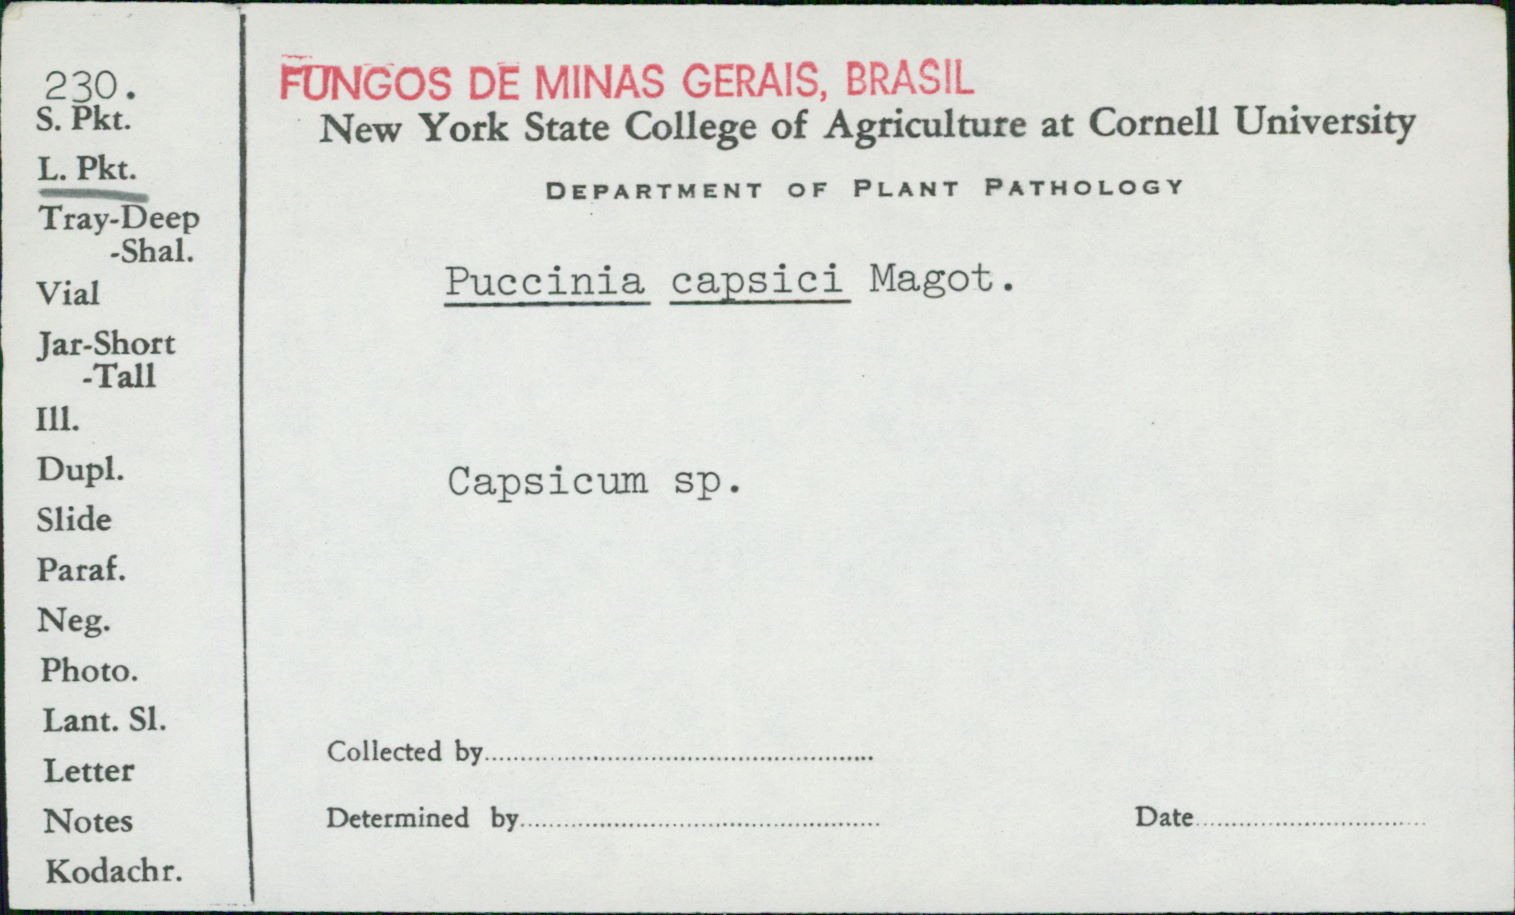 230.
S. Pkt.
L. Pkt.
Tray-Deep
-Shal.
Vial
Jar-Short
-Tall
Ill.
Dupl.
Slide
Paraf.
Neg.
Photo.
Lant. Sl.
Letter
Notes
Kodachr.
FUNGOS DE MINAS GERAIS, BRASIL
New York State College of Agriculture at Cornell University
DEPARTMENT OF PLANT PATHOLOGY
Puccinia capsici Magot.
Capsicum sp.
Collected by
Determined by
Date